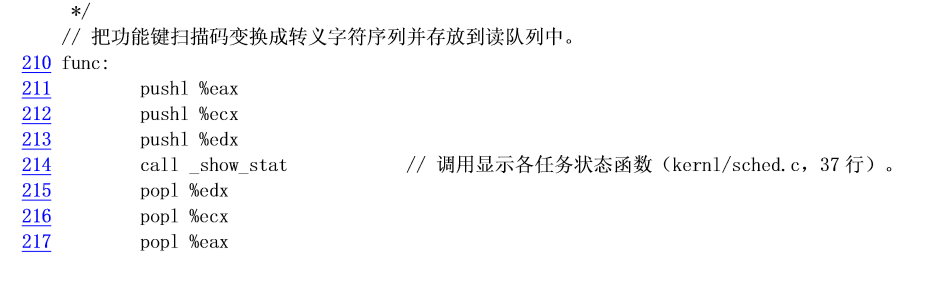 */
// 把功能键扫描码变换成转义字符序列并存放到读队列中。
210 func:
211 pushl %eax
212 pushl %ecx
213 pushl %edx
214 call _show_stat // 调用显示各任务状态函数（kernl/sched.c，37 行）。
215 popl %edx
216 popl %ecx
217 popl %eax